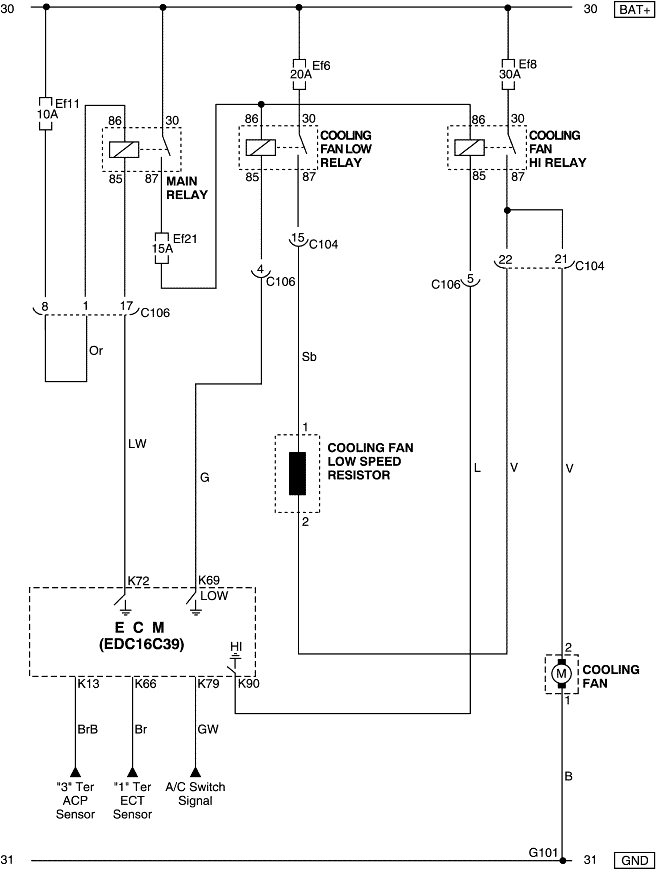 30
30 BAT+
Ef6
20A
Ef8
30A
Ef11
10A
86 30
MAIN
RELAY
85 87
86 30
COOLING
FAN LOW
RELAY
85 87
86 30
COOLING
FAN
HI RELAY
85 87
Ef21
15A
15 C104
4 C106
5 C106
22 21 C104
8 1 17 C106
Or
Sb
LW
G
L
V
V
1
COOLING FAN
LOW SPEED
RESISTOR
2
K72 K69
LOW
E C M
(EDC16C39)
HI
K13 K66 K79 K90
2
COOLING
FAN
M
1
BrB Br GW
B
"3" Ter
ACP
Sensor
"1" Ter
ECT
Sensor
A/C Switch
Signal
G101
31
31 GND